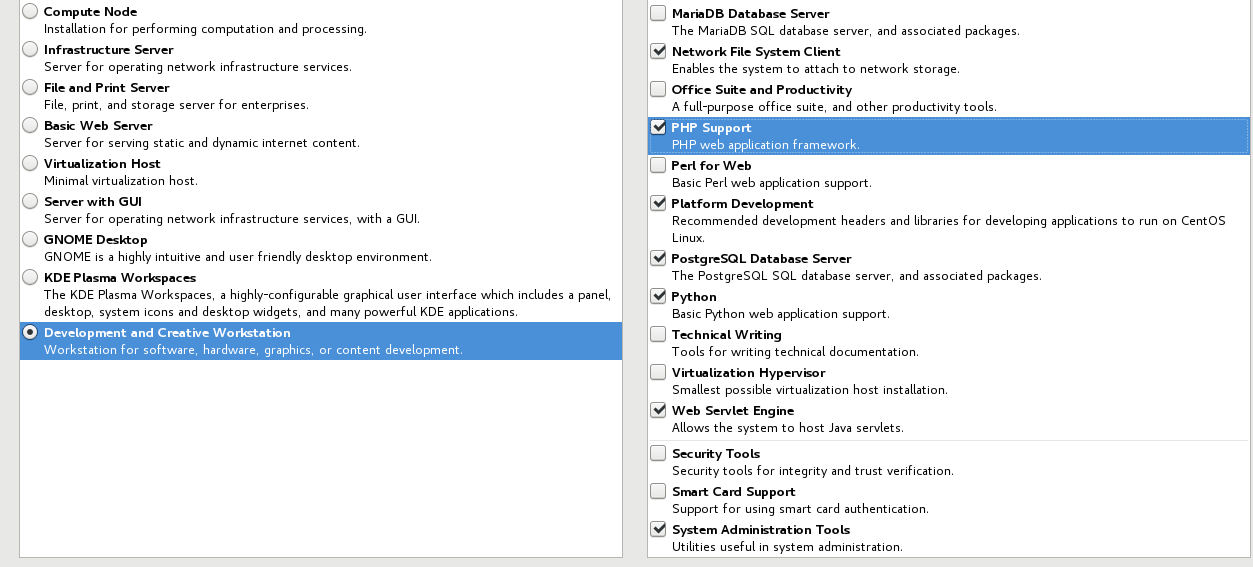 Compute Node
Installation for performing computation and processing.
Infrastructure Server
Server for operating network infrastructure services.
File and Print Server
File, print, and storage server for enterprises.
Basic Web Server
Server for serving static and dynamic internet content.
Virtualization Host
Minimal virtualization host.
Server with GUI
Server for operating network infrastructure services, with a GUI.
GNOME Desktop
GNOME is a highly intuitive and user friendly desktop environment.
KDE Plasma Workspaces
The KDE Plasma Workspaces, a highly-configurable graphical user interface which includes a panel,
desktop, system icons and desktop widgets, and many powerful KDE applications.
Development and Creative Workstation
Workstation for software, hardware, graphics, or content development.
MariaDB Database Server
The MariaDB SQL database server, and associated packages.
Network File System Client
Enables the system to attach to network storage.
Office Suite and Productivity
A full-purpose office suite, and other productivity tools.
PHP Support
PHP web application framework.
Perl for Web
Basic Perl web application support.
Platform Development
Recommended development headers and libraries for developing applications to run on CentOS
Linux.
PostgreSQL Database Server
The PostgreSQL SQL database server, and associated packages.
Python
Basic Python web application support.
Technical Writing
Tools for writing technical documentation.
Virtualization Hypervisor
Smallest possible virtualization host installation.
Web Servlet Engine
Allows the system to host Java servlets.
Security Tools
Security tools for integrity and trust verification.
Smart Card Support
Support for using smart card authentication.
System Administration Tools
Utilities useful in system administration.